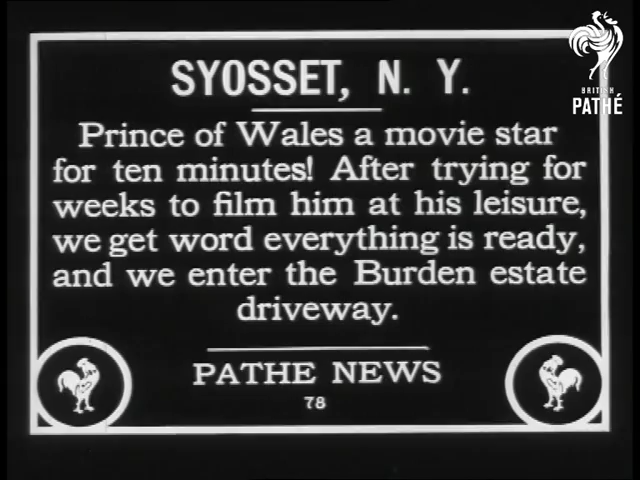 BRITISH
PATHÉ
SYOSSET, N. Y.
Prince of Wales a movie star
for ten minutes! After trying for
weeks to film him at his leisure,
we get word everything is ready,
and we enter the Burden estate
driveway.
PATHE NEWS
78